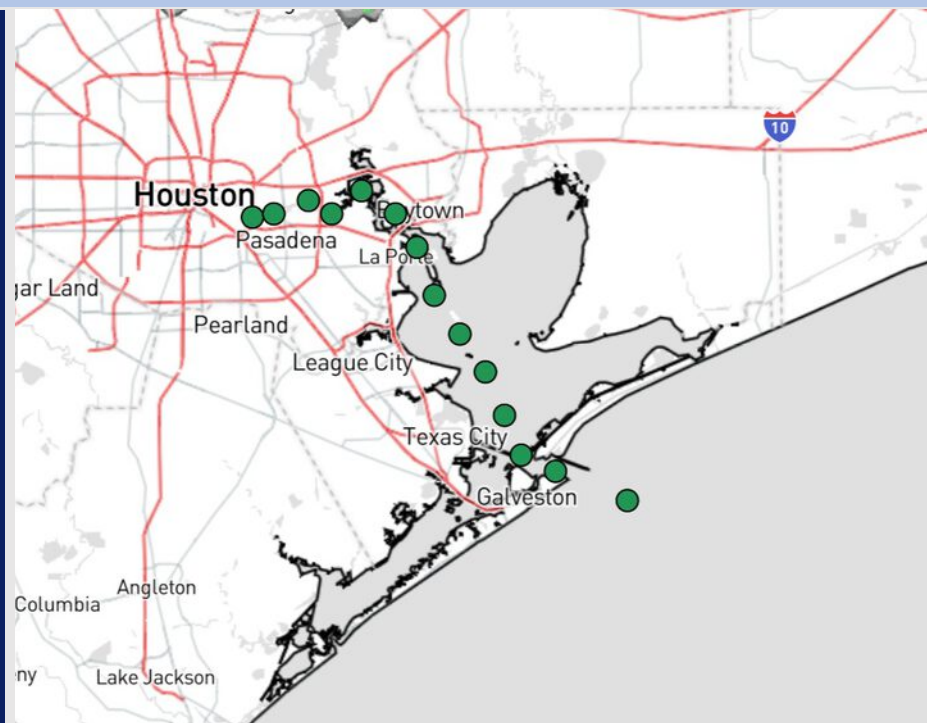 10
Houston
Baytown
Pasadena
La Porte
gar Land
Pearland
League City
Texas City
Galveston
Angleton
Columbia
ny
Lake Jackson